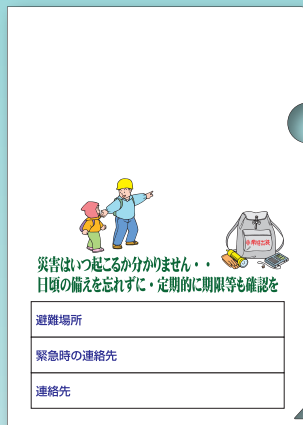 災害はいつ起こるか分かりません・・
日頃の備えを忘れずに・定期的に期限等も確認を
避難場所
緊急時の連絡先
連絡先